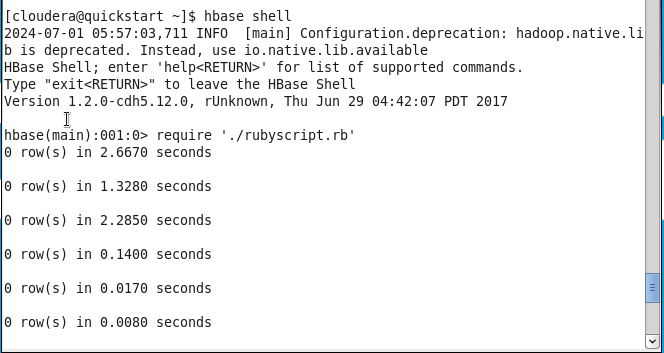 [cloudera@quickstart ~]$ hbase shell
2024-07-01 05:57:03,711 INFO  [main] Configuration.deprecation: hadoop.native.li
b is deprecated. Instead, use io.native.lib.available
HBase Shell; enter 'help<RETURN>' for list of supported commands.
Type "exit<RETURN>" to leave the HBase Shell
Version 1.2.0-cdh5.12.0, rUnknown, Thu Jun 29 04:42:07 PDT 2017
hbase(main):001:0> require './rubyscript.rb'
0 row(s) in 2.6670 seconds
0 row(s) in 1.3280 seconds
0 row(s) in 2.2850 seconds
0 row(s) in 0.1400 seconds
0 row(s) in 0.0170 seconds
0 row(s) in 0.0080 seconds